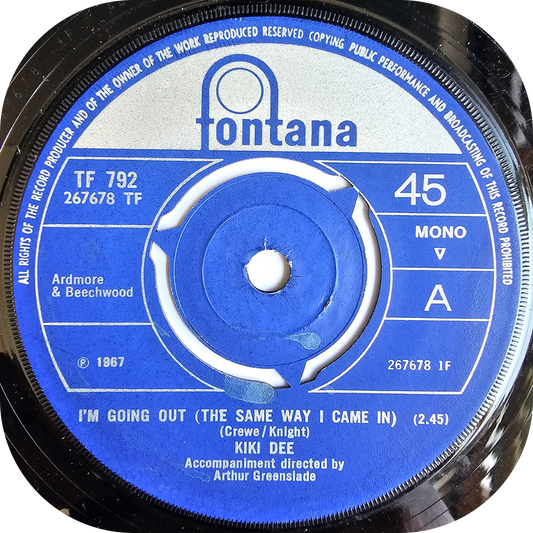 ALL RIGHTS OF THE RECORD PRODUCER AND OF THE OWNER OF THE WORK REPRODUCED RESERVED COPYING PUBLIC PERFORMANCE AND BROADCASTING OF THIS RECORD PROHIBITED
fontana
TF 792
267678 TF
45
MONO
Ardmore
& Beechwood
A
℗ 1967
267678 1F
I'M GOING OUT (THE SAME WAY I CAME IN) (2.45)
(Crewe/Knight)
KIKI DEE
Accompaniment directed by
Arthur Greenslade